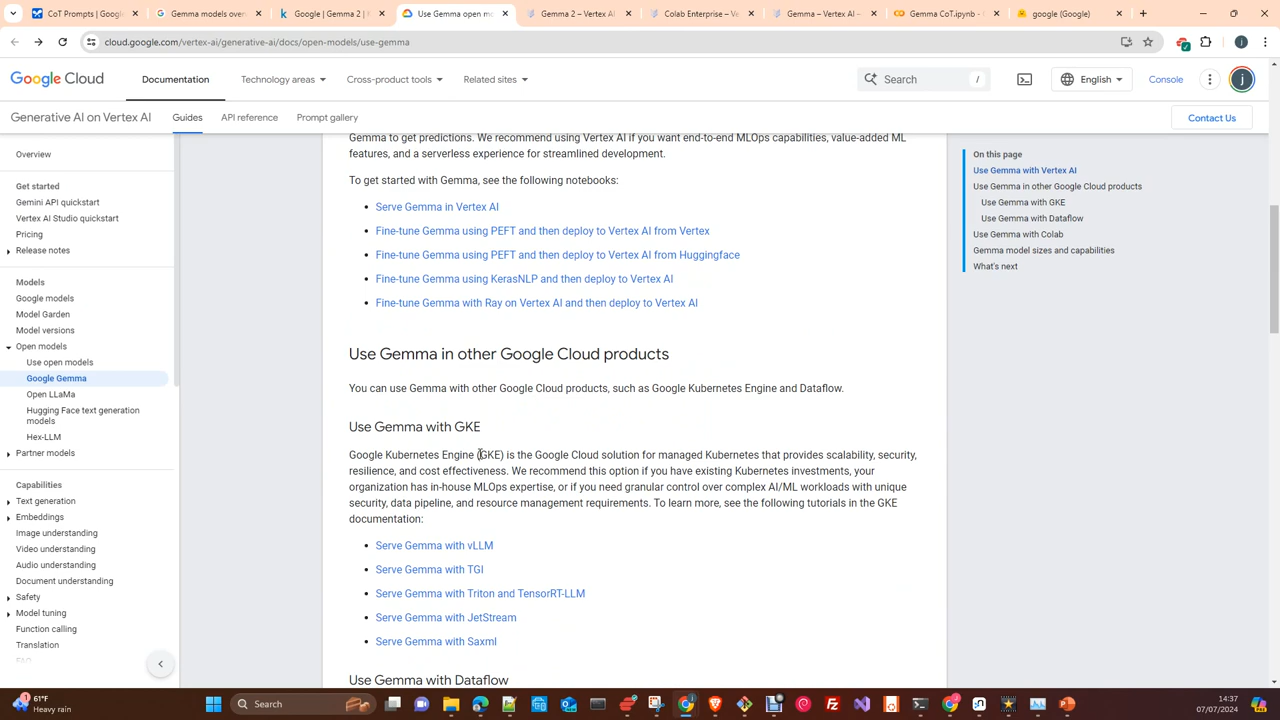 CoT Prompts | Google
Gemma models over
Google | Gemma 2 | K
Use Gemma open mo
Gemma 2 – Vertex AI
Colab Enterprise – Ve
Gemma – Vertex AI –
Gemma CoT.ipynb -
google (Google)
cloud.google.com/vertex-ai/generative-ai/docs/open-models/use-gemma
Google Cloud
Documentation
Technology areas
Cross-product tools
Related sites
Search
/
English
Console
j
Generative AI on Vertex AI
Guides
API reference
Prompt gallery
Contact Us
Overview
Get started
Gemini API quickstart
Vertex AI Studio quickstart
Pricing
Release notes
Models
Google models
Model Garden
Model versions
Open models
Use open models
Google Gemma
Open LLaMa
Hugging Face text generation
models
Hex-LLM
Partner models
Capabilities
Text generation
Embeddings
Image understanding
Video understanding
Audio understanding
Document understanding
Safety
Model tuning
Function calling
Translation
Gemma to get predictions. We recommend using Vertex AI if you want end-to-end MLOps capabilities, value-added ML
features, and a serverless experience for streamlined development.
To get started with Gemma, see the following notebooks:
Serve Gemma in Vertex AI
Fine-tune Gemma using PEFT and then deploy to Vertex AI from Vertex
Fine-tune Gemma using PEFT and then deploy to Vertex AI from Huggingface
Fine-tune Gemma using KerasNLP and then deploy to Vertex AI
Fine-tune Gemma with Ray on Vertex AI and then deploy to Vertex AI
Use Gemma in other Google Cloud products
You can use Gemma with other Google Cloud products, such as Google Kubernetes Engine and Dataflow.
Use Gemma with GKE
Google Kubernetes Engine (GKE) is the Google Cloud solution for managed Kubernetes that provides scalability, security,
resilience, and cost effectiveness. We recommend this option if you have existing Kubernetes investments, your
organization has in-house MLOps expertise, or if you need granular control over complex AI/ML workloads with unique
security, data pipeline, and resource management requirements. To learn more, see the following tutorials in the GKE
documentation:
Serve Gemma with vLLM
Serve Gemma with TGI
Serve Gemma with Triton and TensorRT-LLM
Serve Gemma with JetStream
Serve Gemma with Saxml
Use Gemma with Dataflow
On this page
Use Gemma with Vertex AI
Use Gemma in other Google Cloud products
Use Gemma with GKE
Use Gemma with Dataflow
Use Gemma with Colab
Gemma model sizes and capabilities
What's next
61°F
Heavy rain
Search
14:37
07/07/2024